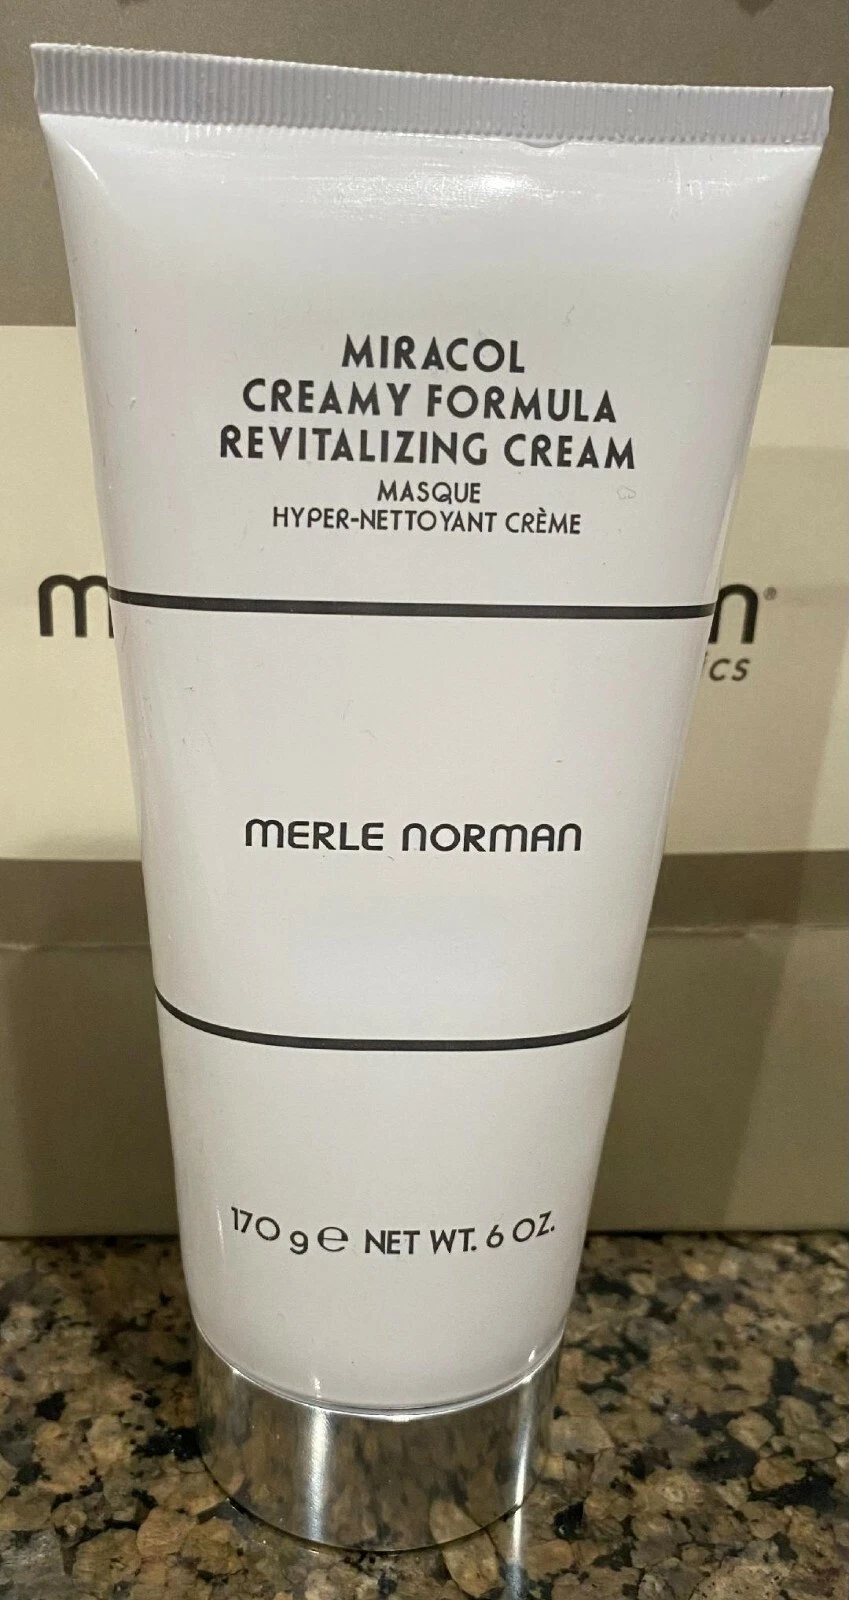 MIRACOL
CREAMY FORMULA
REVITALIZING CREAM
MASQUE
HYPER-NETTOYANT CRÈME
MERLE NORMAN
170 g e NET WT. 6 OZ.